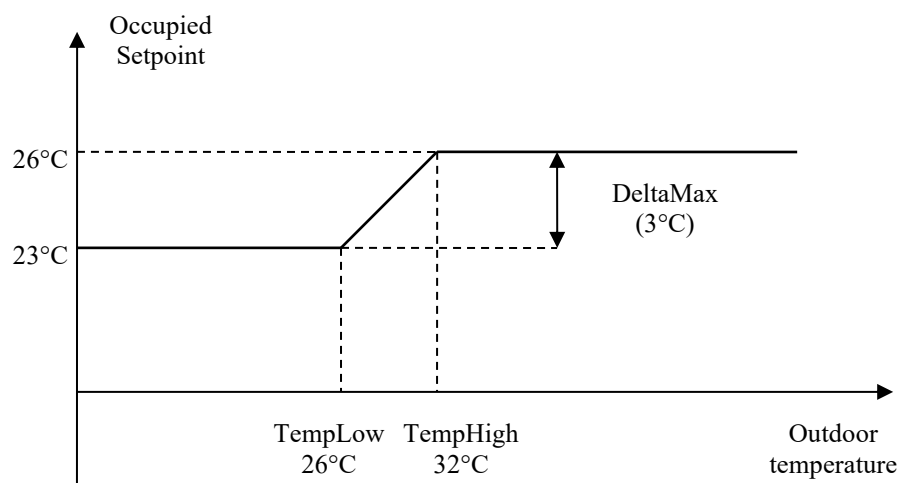 Occupied
Setpoint
26°C
DeltaMax
(3°C)
23°C
TempLow
26°C
TempHigh
32°C
Outdoor
temperature